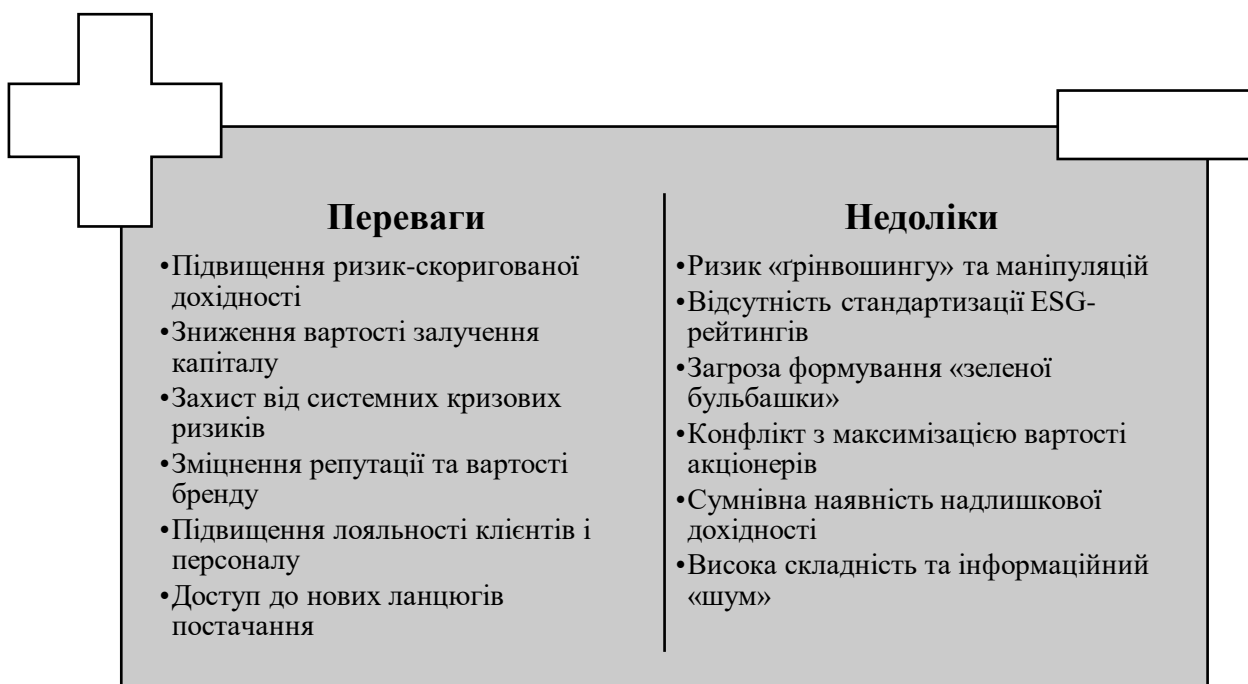 Переваги
•Підвищення ризик-скоригованої
дохідності
•Зниження вартості залучення
капіталу
•Захист від системних кризових
ризиків
•Зміцнення репутації та вартості
бренду
•Підвищення лояльності клієнтів і
персоналу
•Доступ до нових ланцюгів
постачання
Недоліки
•Ризик «ґрінвошингу» та маніпуляцій
•Відсутність стандартизації ESG-
рейтингів
•Загроза формування «зеленої
бульбашки»
•Конфлікт з максимізацією вартості
акціонерів
•Сумнівна наявність надлишкової
дохідності
•Висока складність та інформаційний
«шум»